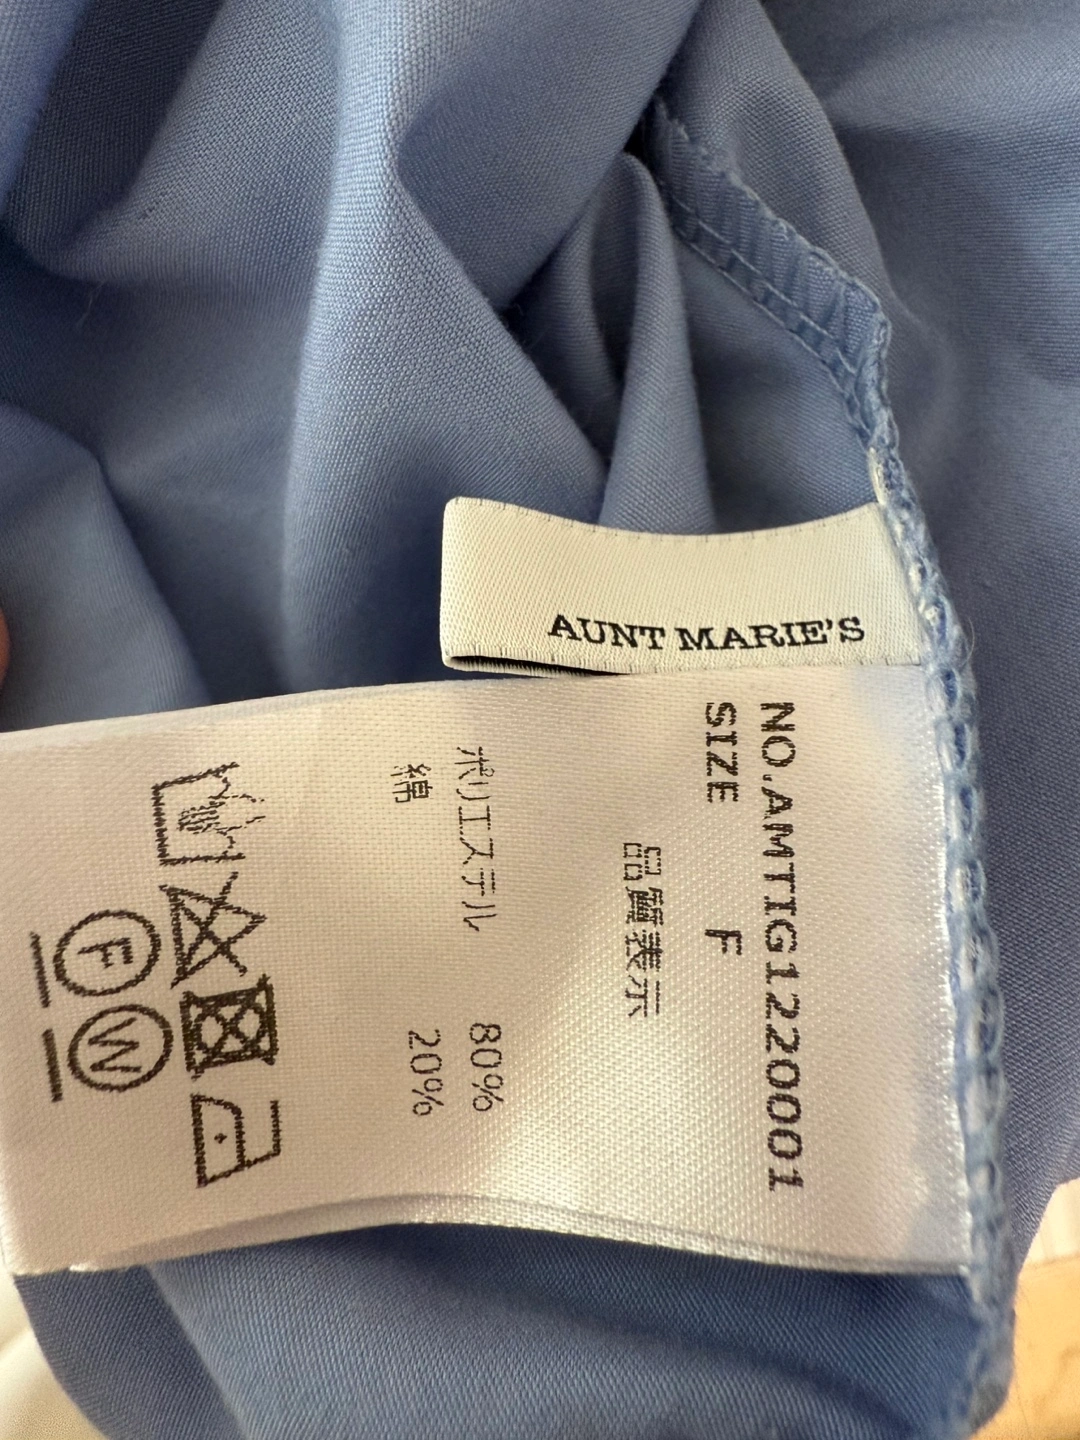 AUNT MARIE'S
NO.AMTIG1220001
SIZE F
品質表示
ポリエステル 80%
綿 20%
F W